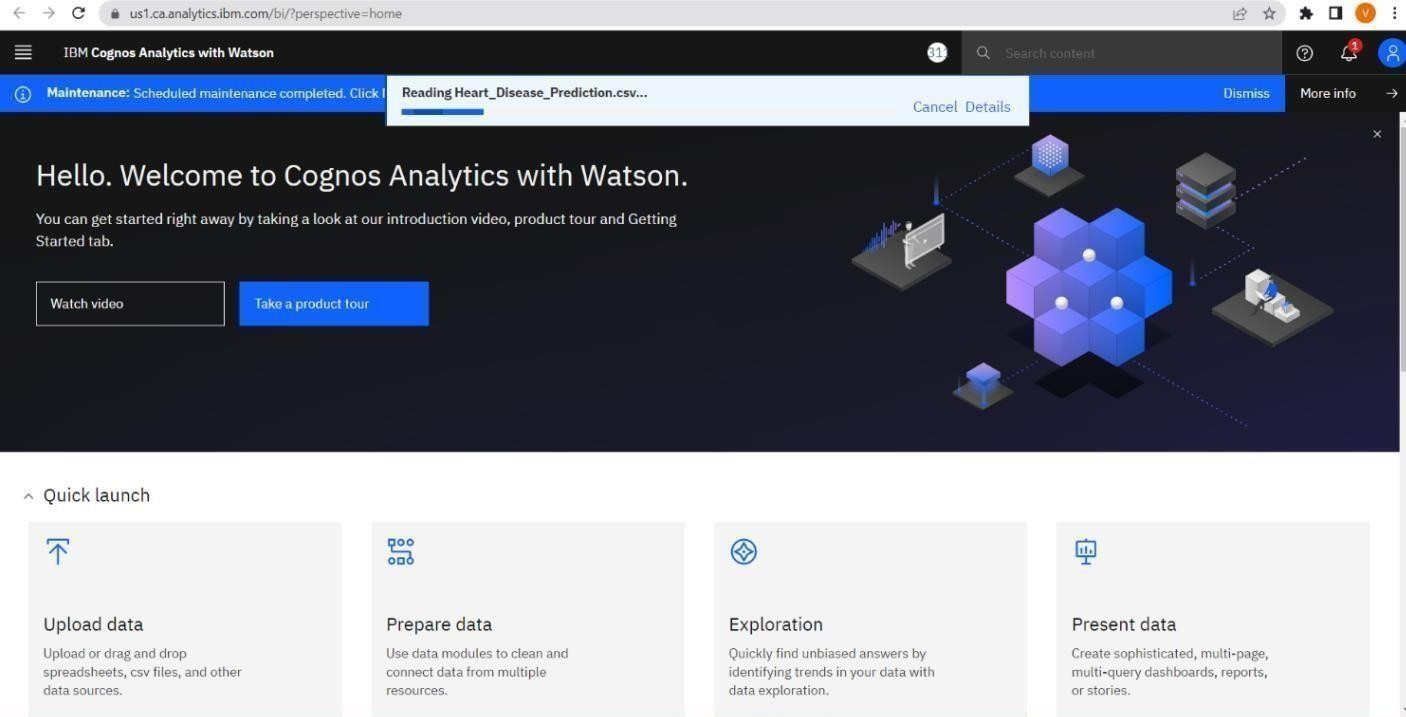 us1.ca.analytics.ibm.com/bi/?perspective=home
V
IBM Cognos Analytics with Watson
311
Search content
1
Maintenance: Scheduled maintenance completed. Click
Reading Heart_Disease_Prediction.csv...
Cancel Details
Dismiss
More info
Hello. Welcome to Cognos Analytics with Watson.
You can get started right away by taking a look at our introduction video, product tour and Getting
Started tab.
Watch video
Take a product tour
Quick launch
Upload data
Upload or drag and drop
spreadsheets, csv files, and other
data sources.
Prepare data
Use data modules to clean and
connect data from multiple
resources.
Exploration
Quickly find unbiased answers by
identifying trends in your data with
data exploration.
Present data
Create sophisticated, multi-page,
multi-query dashboards, reports,
or stories.